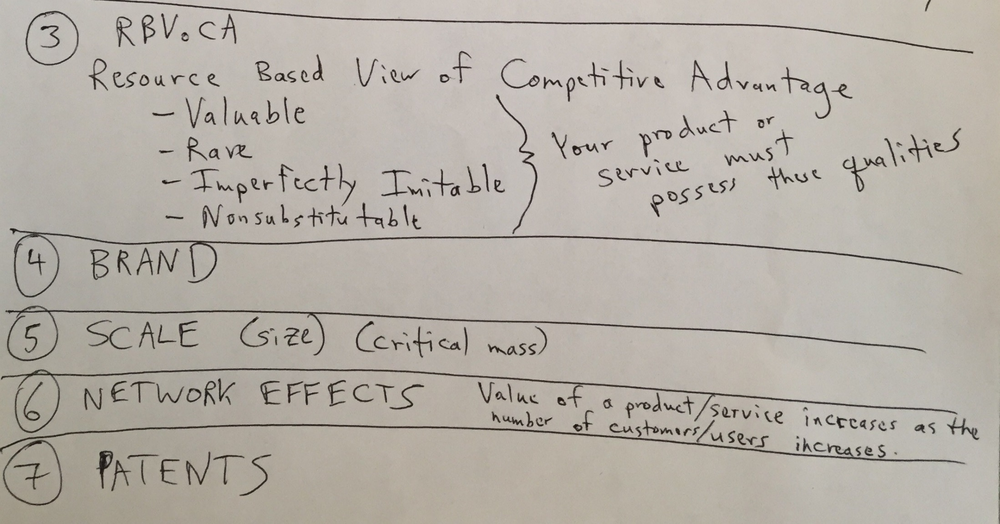 3 RBV.CA
Resource Based View of Competitive Advantage
- Valuable
- Rare
- Imperfectly Imitable
- Nonsubstitutable
Your product or
service must
possess these qualities
4 BRAND
5 SCALE (size) (critical mass)
6 NETWORK EFFECTS Value of a product/service increases as the
number of customers/users increases.
7 PATENTS